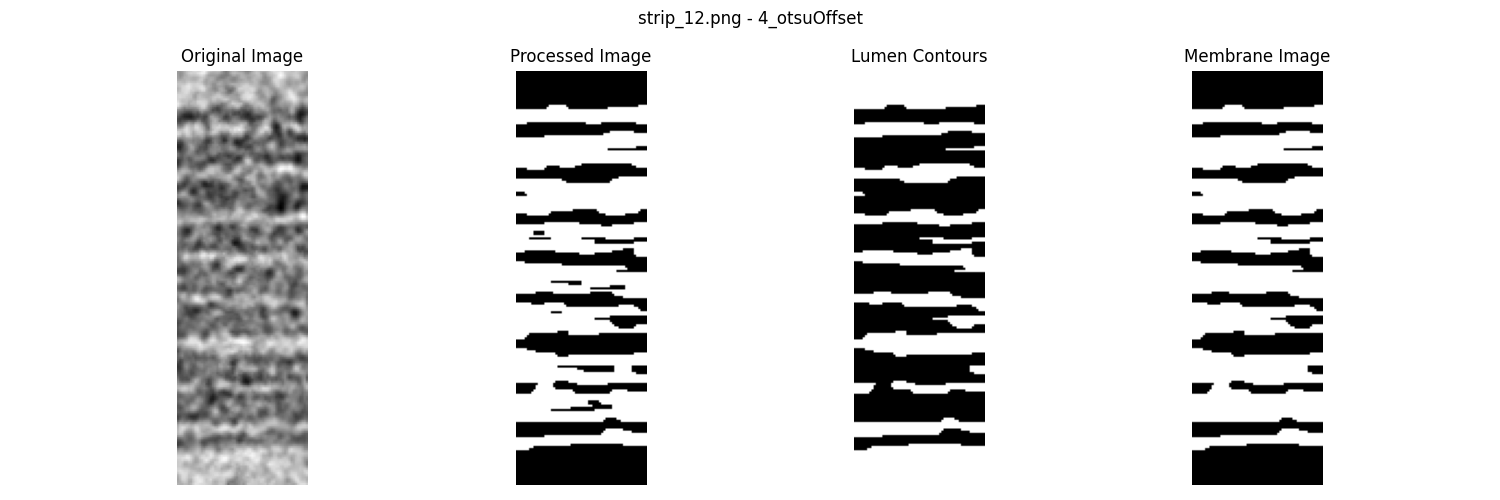 strip_12.png - 4_otsuOffset
Original Image
Processed Image
Lumen Contours
Membrane Image